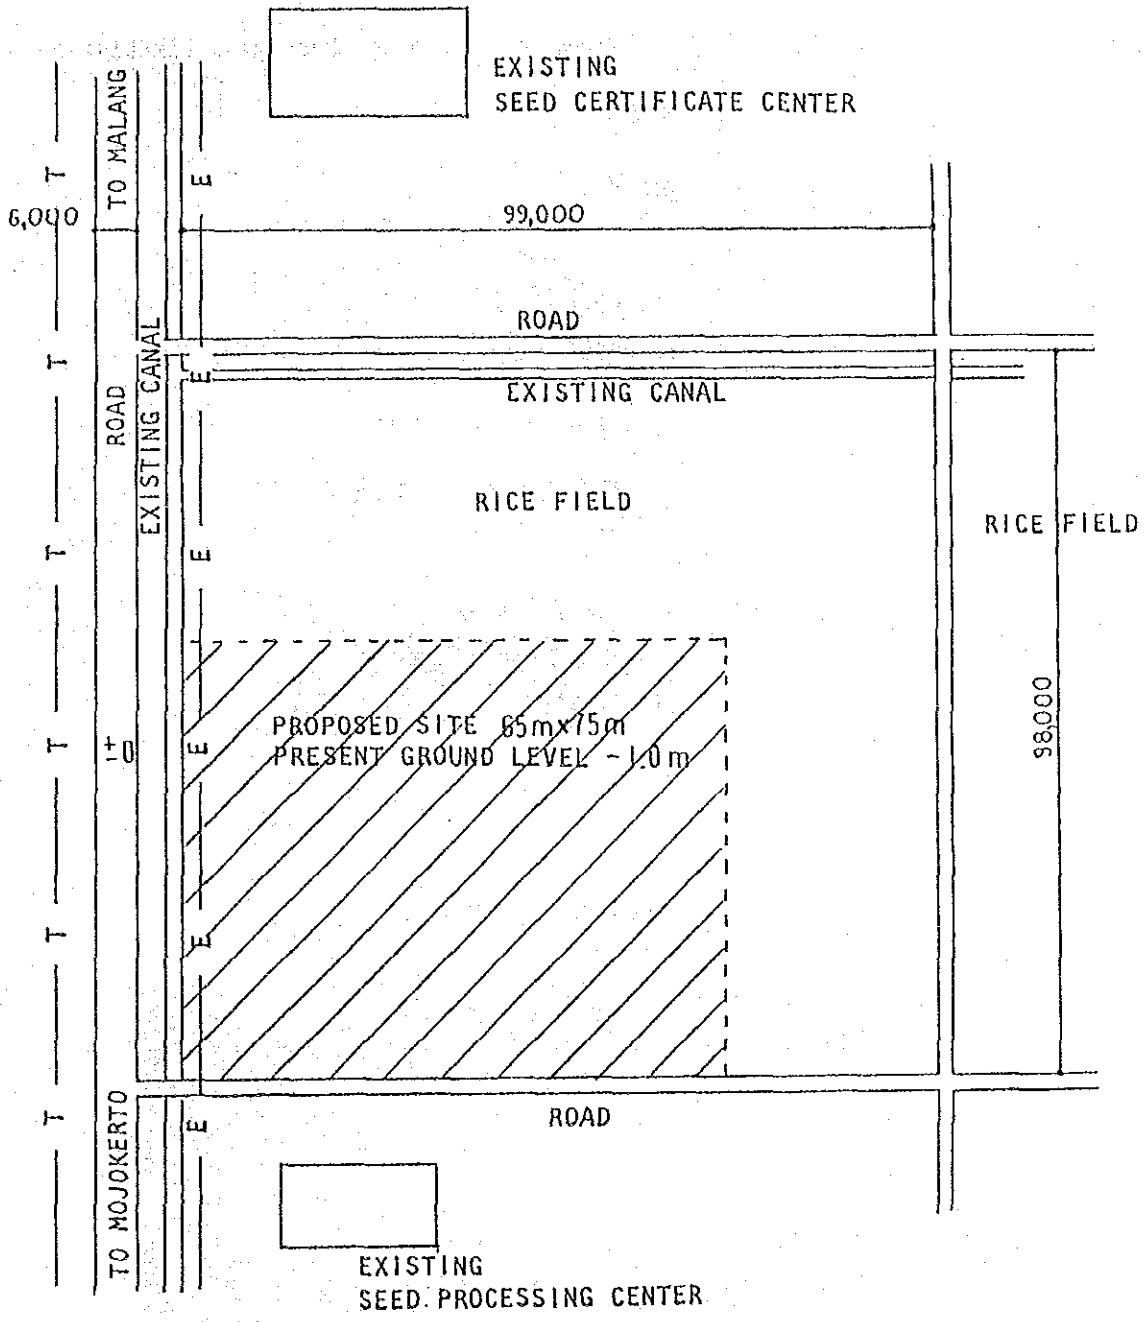 EXISTING
SEED CERTIFICATE CENTER
TO MALANG
T
E
6,000
99,000
ROAD
T
E
EXISTING CANAL
EXISTING CANAL
ROAD
RICE FIELD
RICE FIELD
T
E
98,000
PROPOSED SITE 65m×75m
PRESENT GROUND LEVEL -1.0m
T
±0
E
T
E
T
E
ROAD
TO MOJOKERTO
EXISTING
SEED PROCESSING CENTER